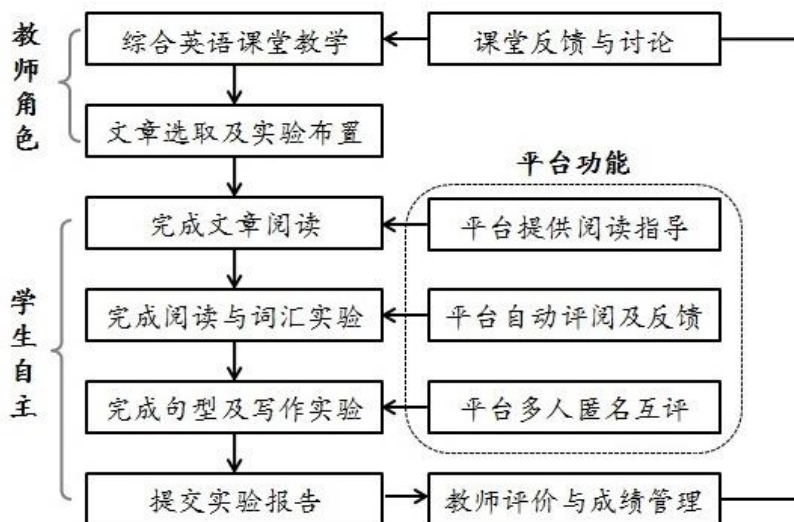 教师角色
综合英语课堂教学
课堂反馈与讨论
文章选取及实验布置
平台功能
学生自主
完成文章阅读
平台提供阅读指导
完成阅读与词汇实验
平台自动评阅及反馈
完成句型及写作实验
平台多人匿名互评
提交实验报告
教师评价与成绩管理